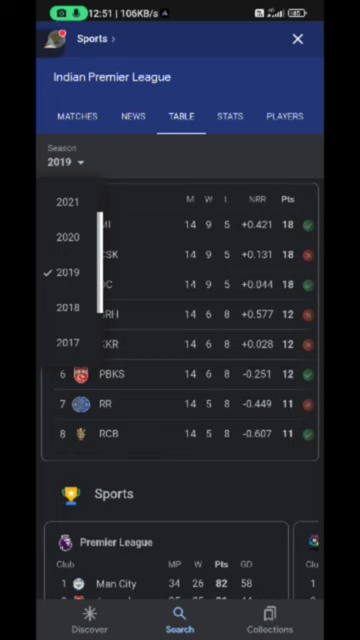 12:51 | 106KB/s
Sports
Indian Premier League
MATCHES NEWS TABLE STATS PLAYERS
Season
2019
M W L NRR Pts
2021
MI 14 9 5 +0.421 18
2020
CSK 14 9 5 +0.131 18
2019
DC 14 9 5 +0.044 18
2018
SRH 14 6 8 +0.577 12
2017
KKR 14 6 8 +0.028 12
6 PBKS 14 6 8 -0.251 12
7 RR 14 5 8 -0.449 11
8 RCB 14 5 8 -0.607 11
Sports
Premier League
Club MP W Pts GD
1 Man City 34 26 82 58
Discover Search Collections